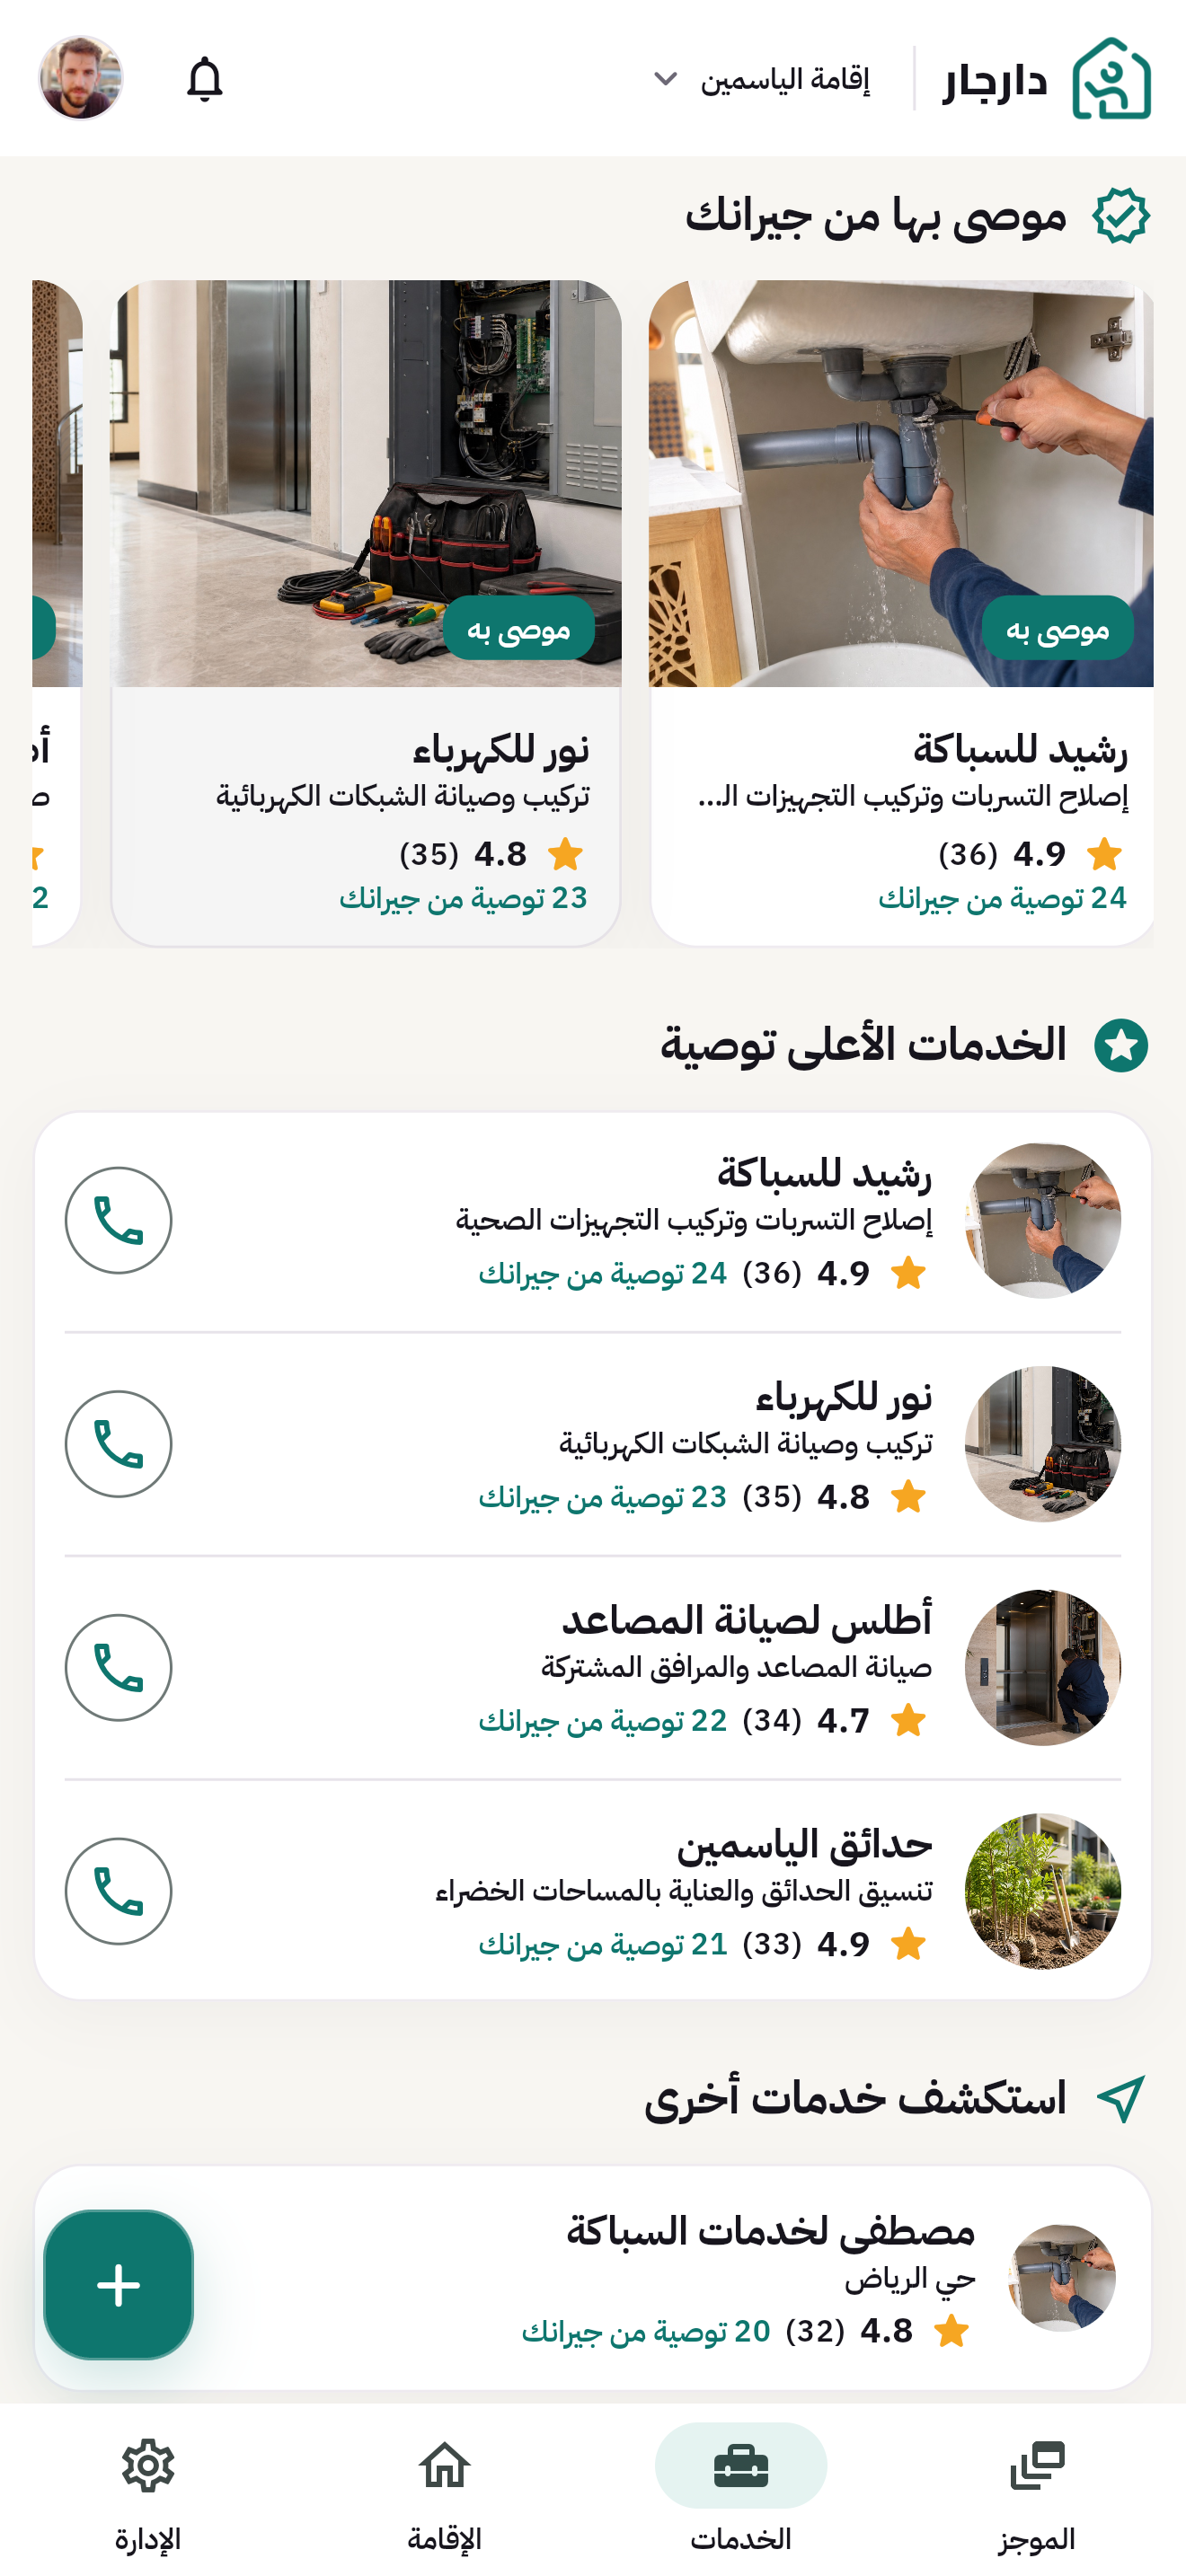 دارجار
إقامة الياسمين
موصى بها من جيرانك
موصى به
رشيد للسباكة
إصلاح التسربات وتركيب التجهيزات الـ...
4.9 (36)
24 توصية من جيرانك
موصى به
نور للكهرباء
تركيب وصيانة الشبكات الكهربائية
4.8 (35)
23 توصية من جيرانك
الخدمات الأعلى توصية
رشيد للسباكة
إصلاح التسربات وتركيب التجهيزات الصحية
4.9 (36) 24 توصية من جيرانك
نور للكهرباء
تركيب وصيانة الشبكات الكهربائية
4.8 (35) 23 توصية من جيرانك
أطلس لصيانة المصاعد
صيانة المصاعد والمرافق المشتركة
4.7 (34) 22 توصية من جيرانك
حدائق الياسمين
تنسيق الحدائق والعناية بالمساحات الخضراء
4.9 (33) 21 توصية من جيرانك
استكشف خدمات أخرى
مصطفى لخدمات السباكة
حي الرياض
4.8 (32) 20 توصية من جيرانك
الموجز
الخدمات
الإقامة
الإدارة